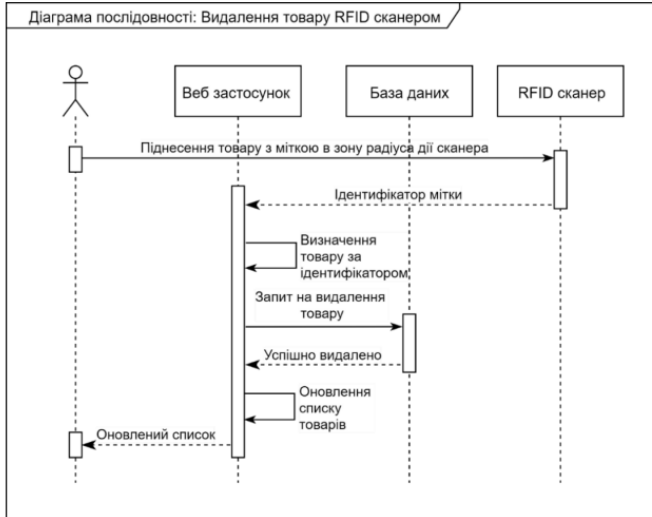 Діаграма послідовності: Видалення товару RFID сканером
Веб застосунок
База даних
RFID сканер
Піднесення товару з міткою в зону радіуса дії сканера
Ідентифікатор мітки
Визначення
товару за
ідентифікатором
Запит на видалення
товару
Успішно видалено
Оновлення
списку
товарів
Оновлений список